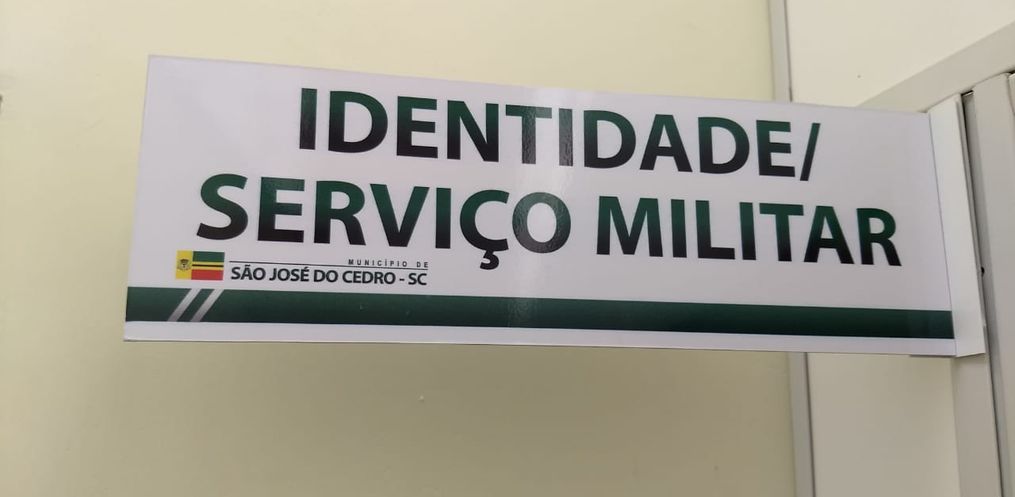 IDENTIDADE/
SERVIÇO MILITAR
MUNICÍPIO DE
SÃO JOSÉ DO CEDRO - SC